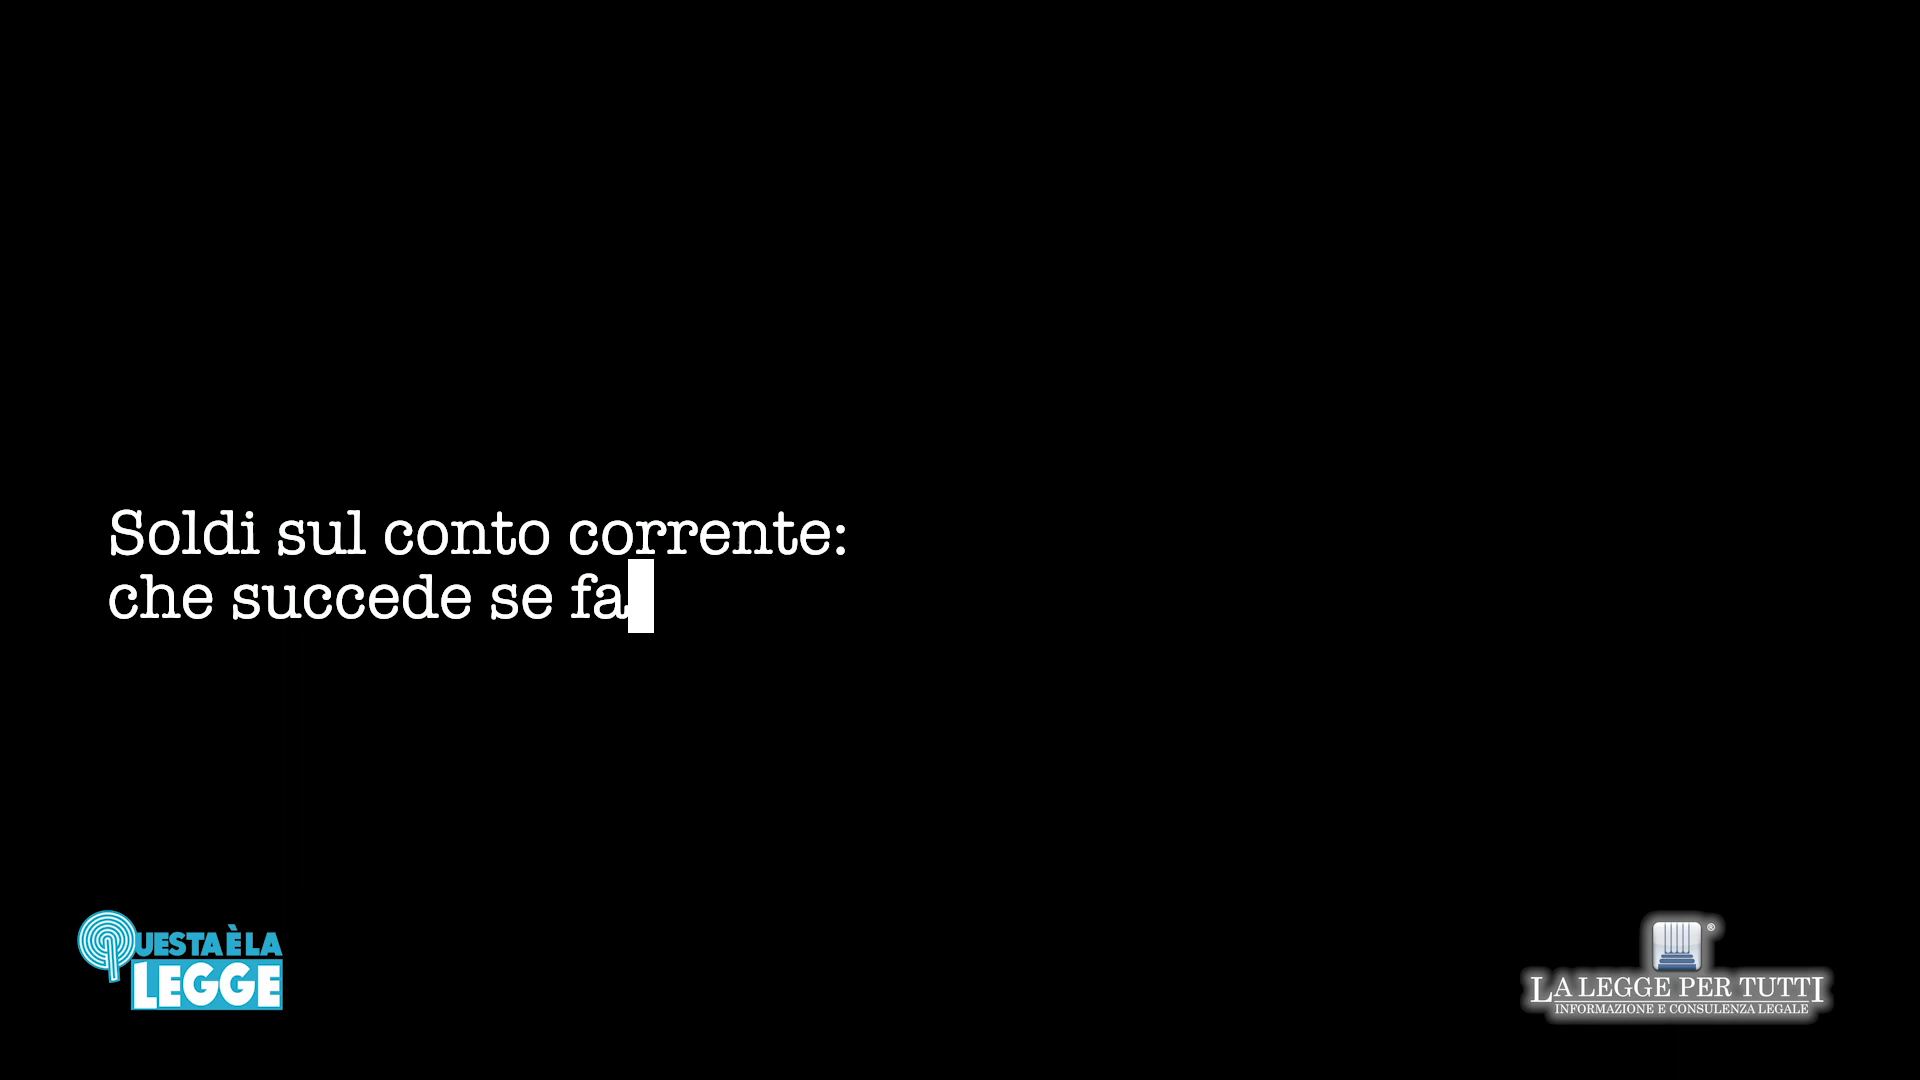 Soldi sul conto corrente:
che succede se fa
QUESTA È LA
LEGGE
®
LA LEGGE PER TUTTI
INFORMAZIONE E CONSULENZA LEGALE